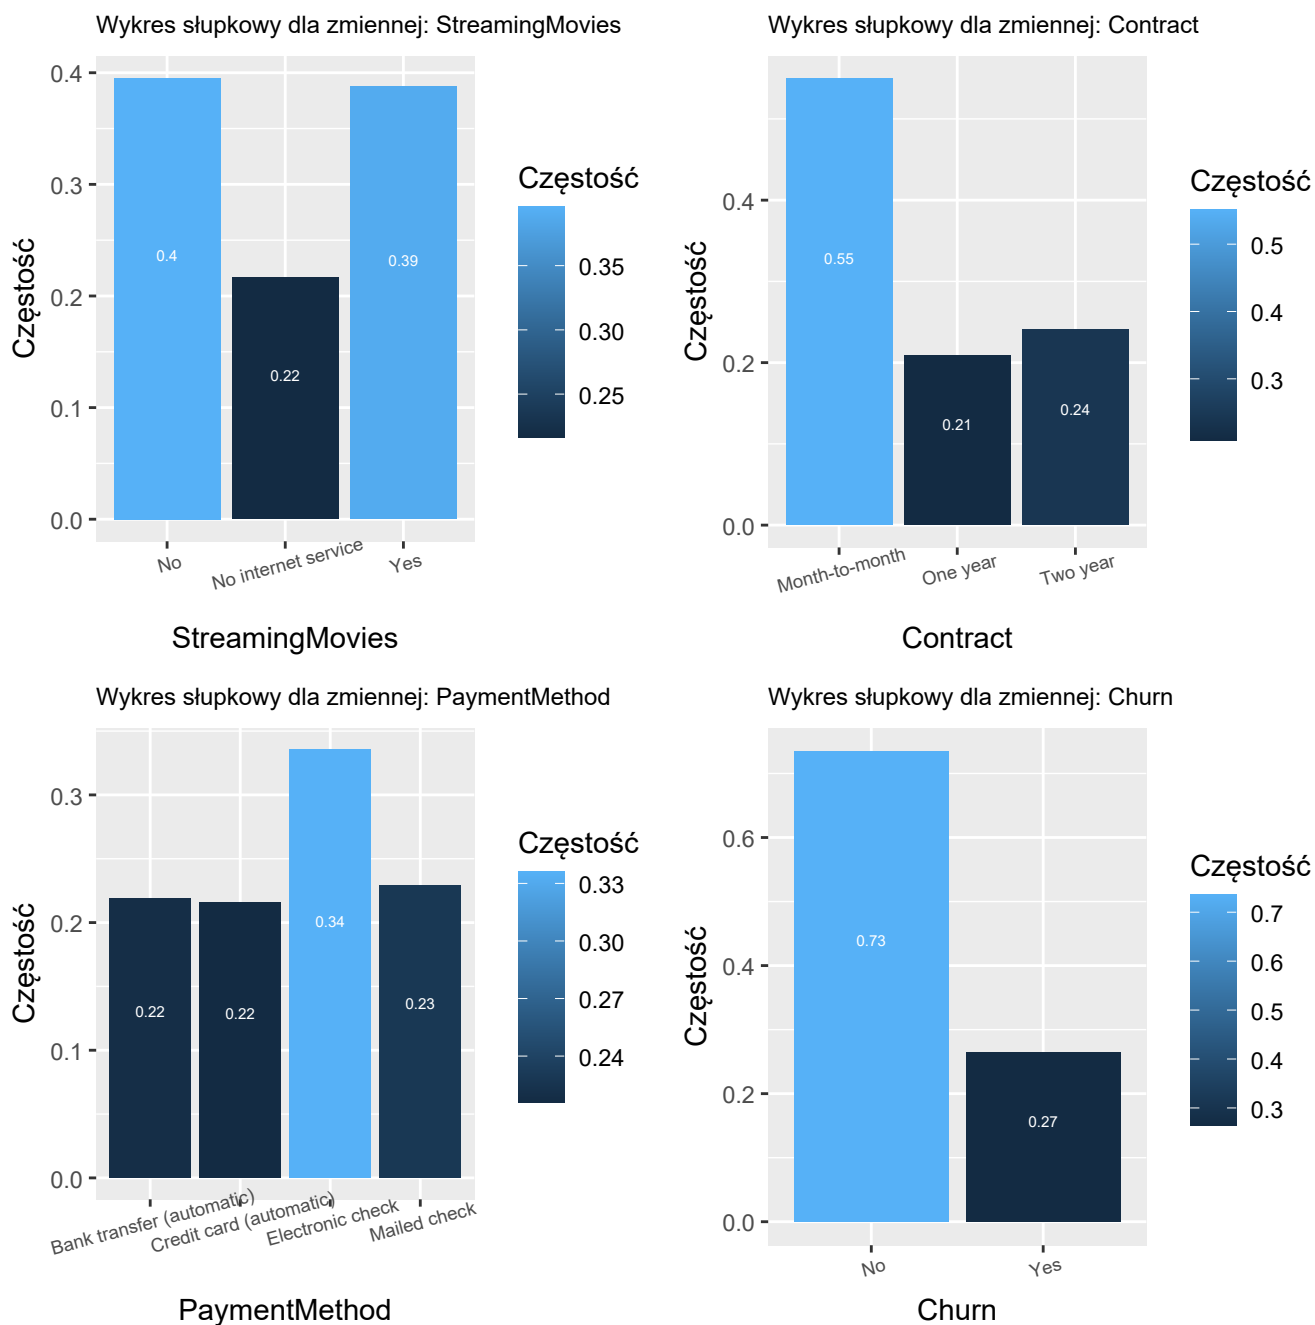 Wykres słupkowy dla zmiennej: StreamingMovies
Częstość
0.4
0.3
0.2
0.1
0.0
0.4
0.22
0.39
No
No internet service
Yes
StreamingMovies
Częstość
0.35
0.30
0.25
Wykres słupkowy dla zmiennej: Contract
Częstość
0.4
0.2
0.0
0.55
0.21
0.24
Month-to-month
One year
Two year
Contract
Częstość
0.5
0.4
0.3
Wykres słupkowy dla zmiennej: PaymentMethod
Częstość
0.3
0.2
0.1
0.0
0.22
0.22
0.34
0.23
Bank transfer (automatic)
Credit card (automatic)
Electronic check
Mailed check
PaymentMethod
Częstość
0.33
0.30
0.27
0.24
Wykres słupkowy dla zmiennej: Churn
Częstość
0.6
0.4
0.2
0.0
0.73
0.27
No
Yes
Churn
Częstość
0.7
0.6
0.5
0.4
0.3